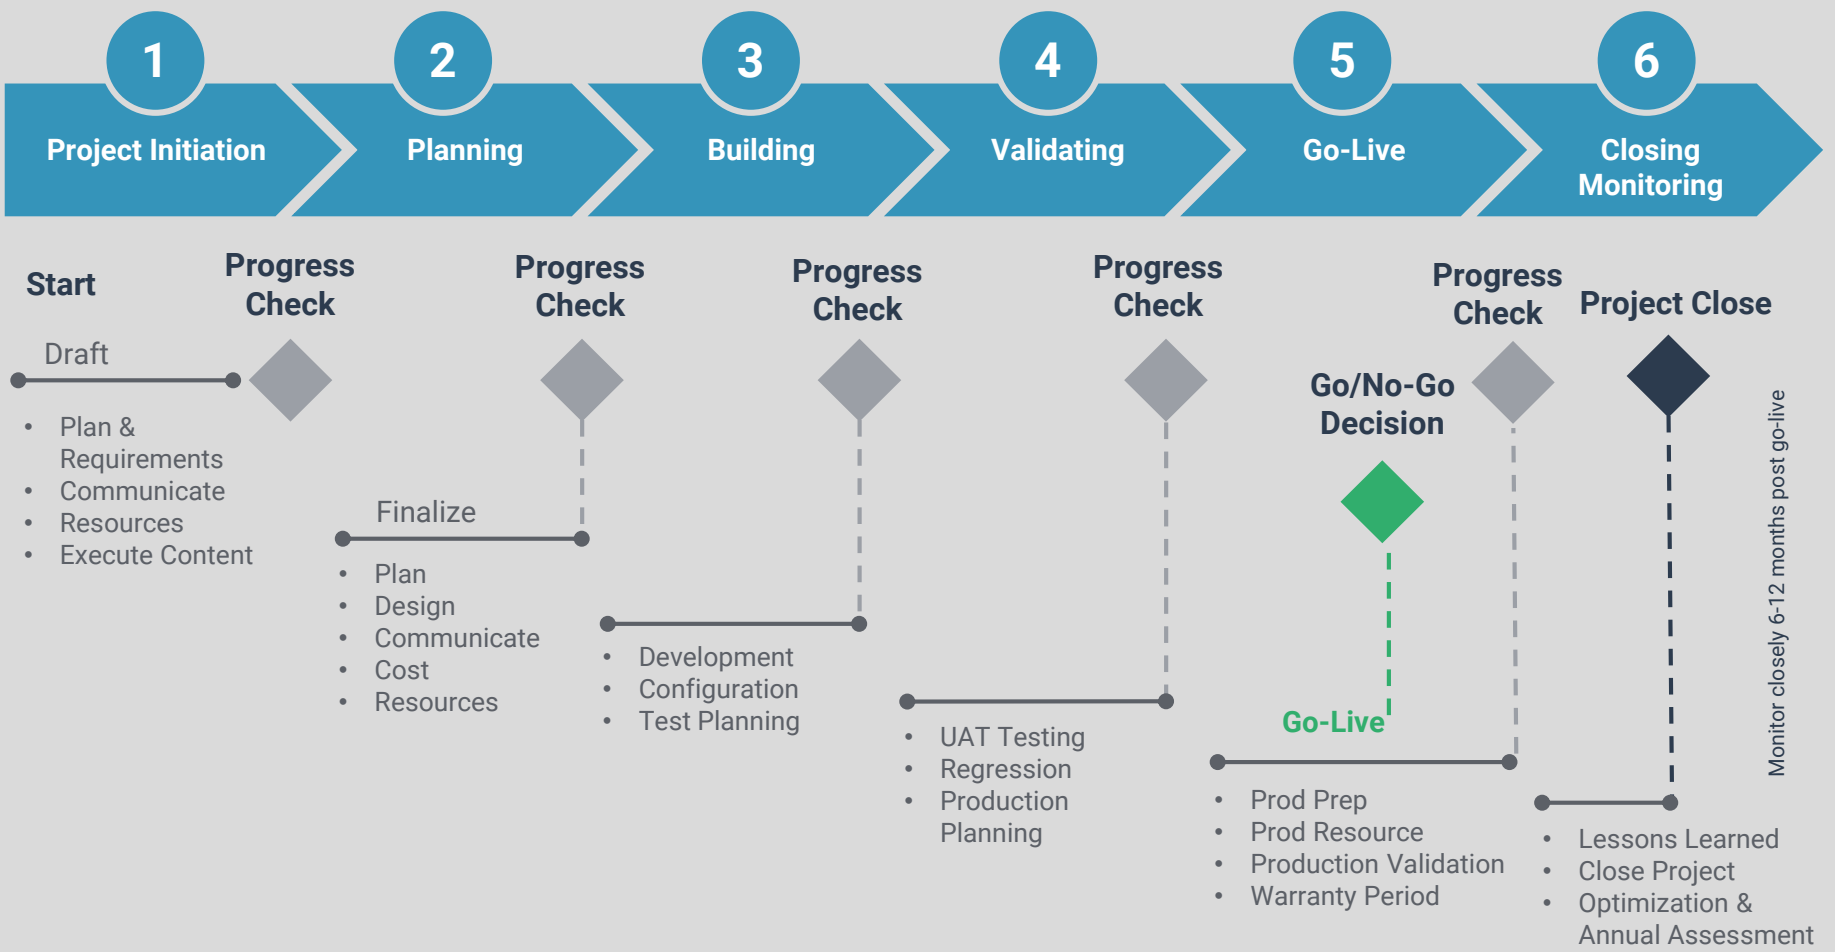 1
2
3
4
5
6
Project Initiation
Planning
Building
Validating
Go-Live
Closing
Monitoring
Start
Progress
Check
Progress
Check
Progress
Check
Progress
Check
Progress
Check
Project Close
Draft
• Plan &
Requirements
• Communicate
• Resources
• Execute Content
Finalize
• Plan
• Design
• Communicate
• Cost
• Resources
• Development
• Configuration
• Test Planning
• UAT Testing
• Regression
• Production
Planning
Go/No-Go
Decision
Go-Live
• Prod Prep
• Prod Resource
• Production Validation
• Warranty Period
• Lessons Learned
• Close Project
• Optimization &
Annual Assessment
Monitor closely 6-12 months post go-live